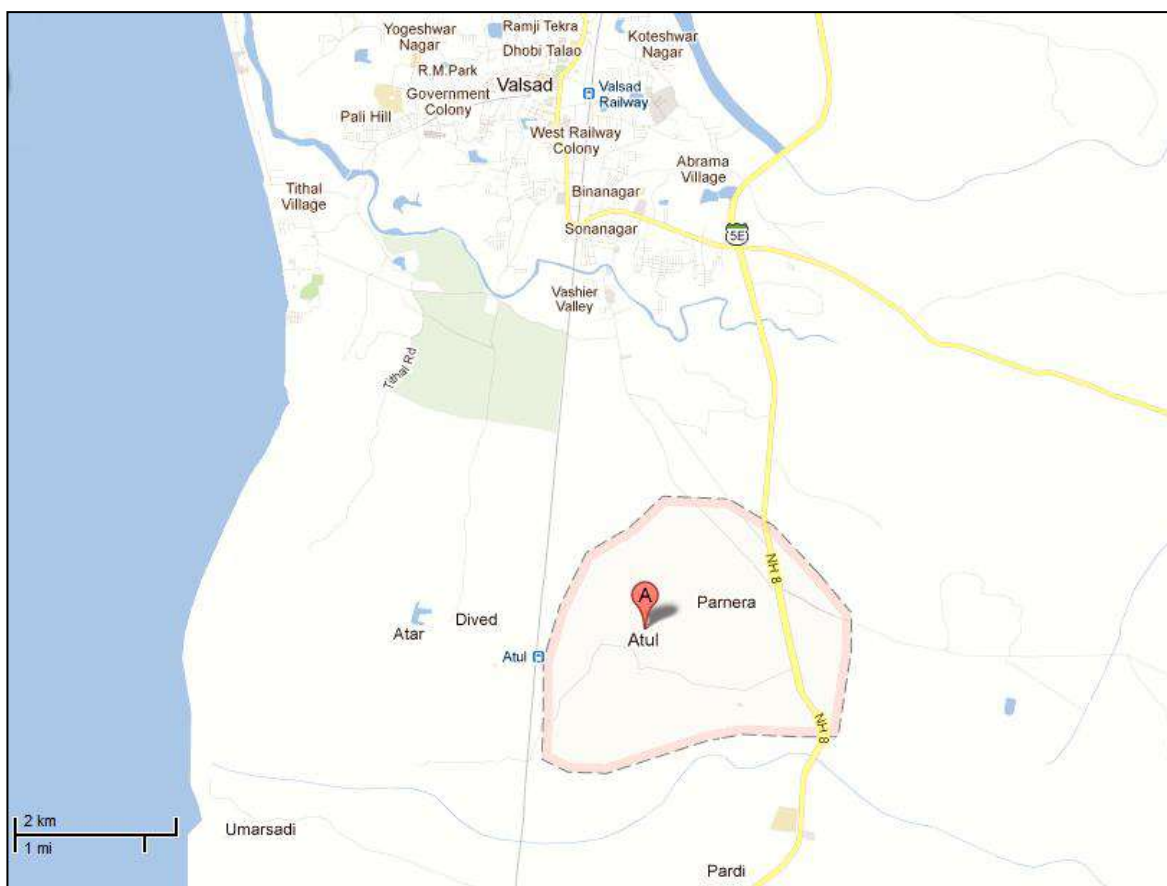 Yogeshwar
Nagar
Ramji Tekra
Koteshwar
Nagar
Dhobi Talao
R.M.Park
Valsad
Valsad
Railway
Government
Colony
Pali Hill
West Railway
Colony
Abrama
Village
Tithal
Village
Binanagar
Sonanagar
5E
Vashier
Valley
Tithal Rd
NH 8
A
Parnera
Dived
Atar
Atul
Atul
NH 8
2 km
1 mi
Umarsadi
Pardi